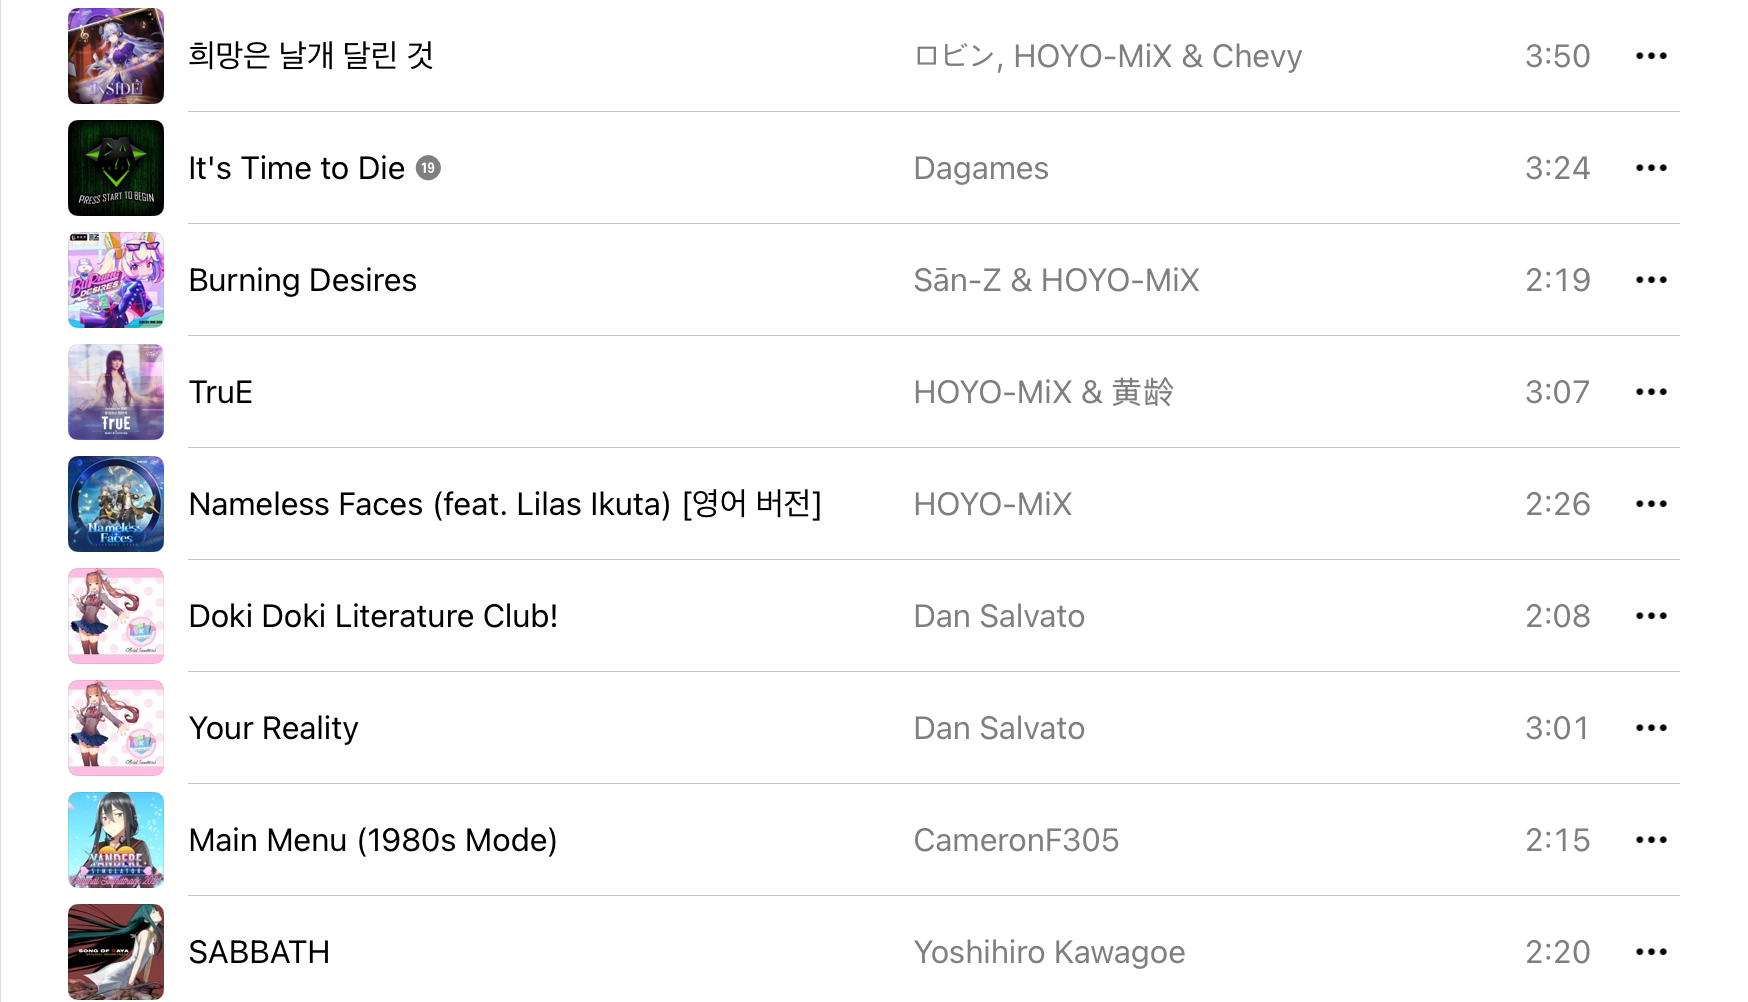 INSIDE
희망은 날개 달린 것
ロビン, HOYO-MiX & Chevy
3:50
PRESS START TO BEGIN
It's Time to Die 19
Dagames
3:24
BURNING DESIRES
Burning Desires
Sān-Z & HOYO-MiX
2:19
TruE
TruE
HOYO-MiX & 黄龄
3:07
Nameless Faces
Nameless Faces (feat. Lilas Ikuta) [영어 버전]
HOYO-MiX
2:26
Doki Doki Literature Club!
Dan Salvato
2:08
Your Reality
Dan Salvato
3:01
YANDERE SIMULATOR
Main Menu (1980s Mode)
CameronF305
2:15
SONG OF SAYA
SABBATH
Yoshihiro Kawagoe
2:20